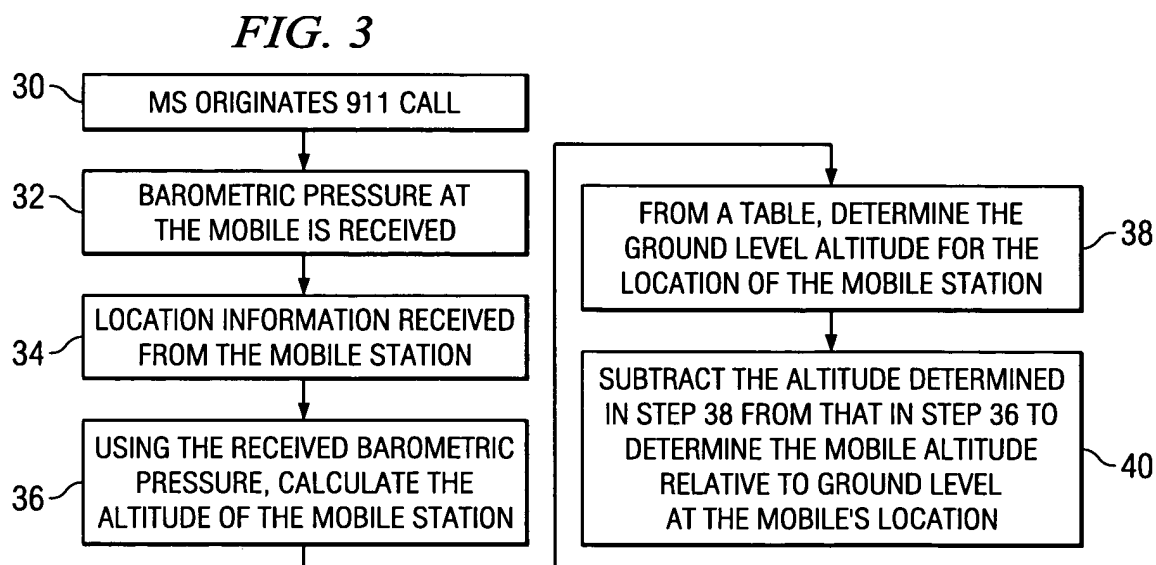 FIG. 3
30
MS ORIGINATES 911 CALL
32
BAROMETRIC PRESSURE AT
THE MOBILE IS RECEIVED
34
LOCATION INFORMATION RECEIVED
FROM THE MOBILE STATION
36
USING THE RECEIVED BAROMETRIC
PRESSURE, CALCULATE THE
ALTITUDE OF THE MOBILE STATION
FROM A TABLE, DETERMINE THE
GROUND LEVEL ALTITUDE FOR THE
LOCATION OF THE MOBILE STATION
38
SUBTRACT THE ALTITUDE DETERMINED
IN STEP 38 FROM THAT IN STEP 36 TO
DETERMINE THE MOBILE ALTITUDE
RELATIVE TO GROUND LEVEL
AT THE MOBILE'S LOCATION
40